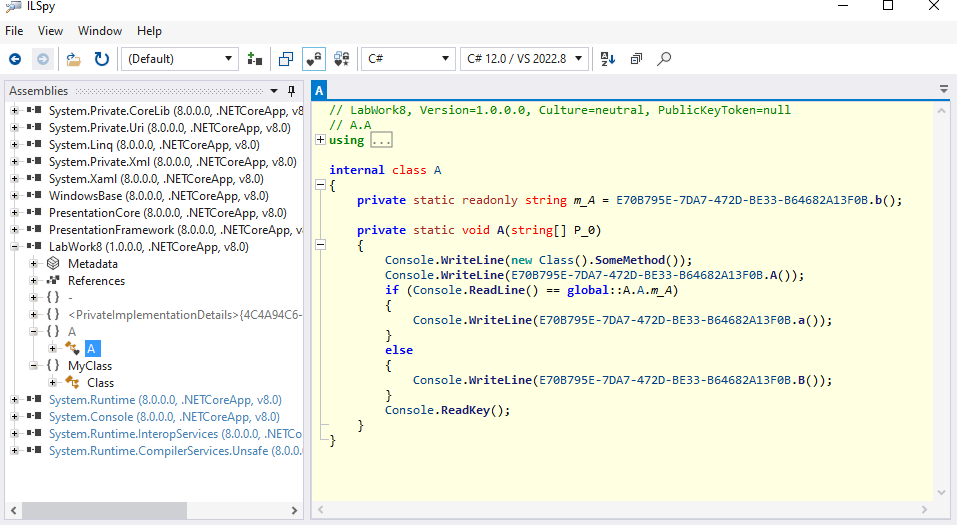 ILSpy
File View Window Help
(Default) C# C# 12.0 / VS 2022.8
Assemblies
System.Private.CoreLib (8.0.0.0, .NETCoreApp, v8
System.Private.Uri (8.0.0.0, .NETCoreApp, v8.0)
System.Linq (8.0.0.0, .NETCoreApp, v8.0)
System.Private.Xml (8.0.0.0, .NETCoreApp, v8.0)
System.Xaml (8.0.0.0, .NETCoreApp, v8.0)
WindowsBase (8.0.0.0, .NETCoreApp, v8.0)
PresentationCore (8.0.0.0, .NETCoreApp, v8.0)
PresentationFramework (8.0.0.0, .NETCoreApp, v
LabWork8 (1.0.0.0, .NETCoreApp, v8.0)
Metadata
References
{ } -
{ } <PrivateImplementationDetails>{4C4A94C6-
{ } A
A
{ } MyClass
Class
System.Runtime (8.0.0.0, .NETCoreApp, v8.0)
System.Console (8.0.0.0, .NETCoreApp, v8.0)
System.Runtime.InteropServices (8.0.0.0, .NETCo
System.Runtime.CompilerServices.Unsafe (8.0.0.
A
// LabWork8, Version=1.0.0.0, Culture=neutral, PublicKeyToken=null
// A.A
using ...
internal class A
{
private static readonly string m_A = E70B795E-7DA7-472D-BE33-B64682A13F0B.b();
private static void A(string[] P_0)
{
Console.WriteLine(new Class().SomeMethod());
Console.WriteLine(E70B795E-7DA7-472D-BE33-B64682A13F0B.A());
if (Console.ReadLine() == global::A.A.m_A)
{
Console.WriteLine(E70B795E-7DA7-472D-BE33-B64682A13F0B.a());
}
else
{
Console.WriteLine(E70B795E-7DA7-472D-BE33-B64682A13F0B.B());
}
Console.ReadKey();
}
}